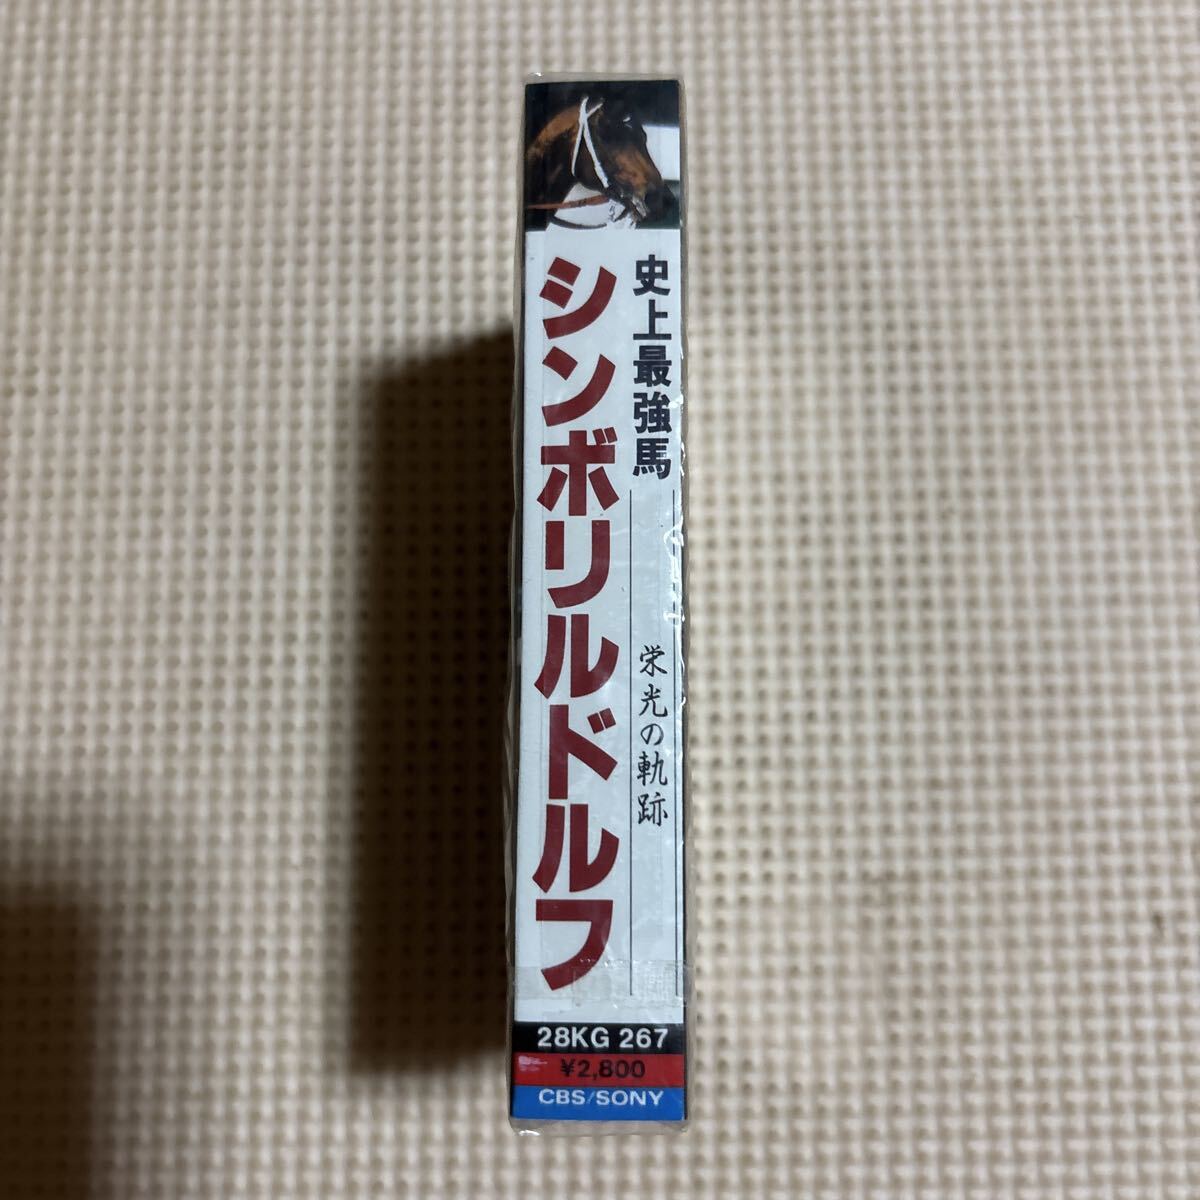 史上最強馬
シンボリルドルフ
栄光の軌跡
28KG 267
¥2,800
CBS/SONY